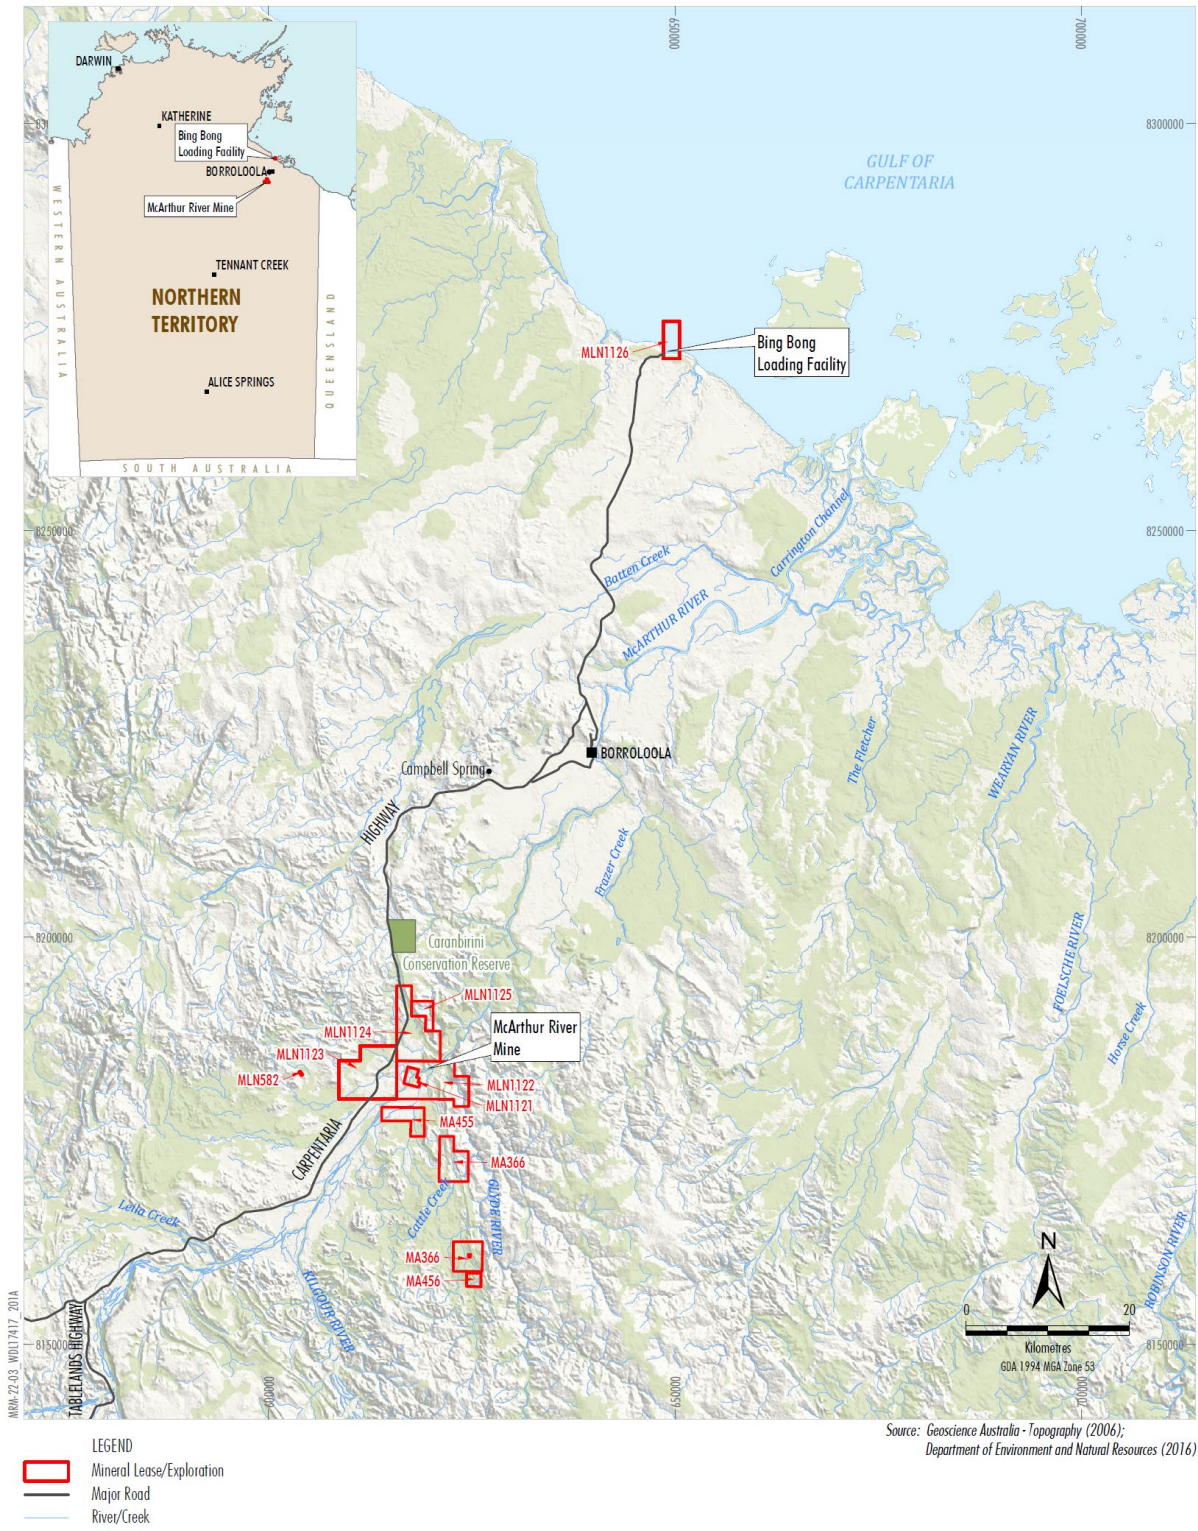 650000
700000
DARWIN
KATHERINE
Bing Bong
Loading Facility
BORROLOOLA
McArthur River Mine
WESTERN AUSTRALIA
TENNANT CREEK
NORTHERN
TERRITORY
QUEENSLAND
ALICE SPRINGS
SOUTH AUSTRALIA
8300000
GULF OF
CARPENTARIA
MLN1126
Bing Bong
Loading Facility
8250000
8250000
Carrington Channel
Batten Creek
McARTHUR RIVER
The Fletcher
WEARYAN RIVER
BORROLOOLA
Campbell Spring
HIGHWAY
Frazer Creek
8200000
8200000
Caranbirini
Conservation Reserve
FOELSCHE RIVER
Horse Creek
MLN1125
McArthur River
Mine
MLN1124
MLN1123
MLN582
MLN1122
MLN1121
MA455
CARPENTARIA
MA366
Cattle Creek
GLYDE RIVER
Leila Creek
MA366
MA456
KILGOUR RIVER
ROBINSON RIVER
N
0
20
Kilometres
GDA 1994 MGA Zone 53
TABLELANDS HIGHWAY
8150000
8150000
600000
650000
700000
MRM-22-03_WDL17417_201A
Source: Geoscience Australia - Topography (2006);
Department of Environment and Natural Resources (2016)
LEGEND
Mineral Lease/Exploration
Major Road
River/Creek